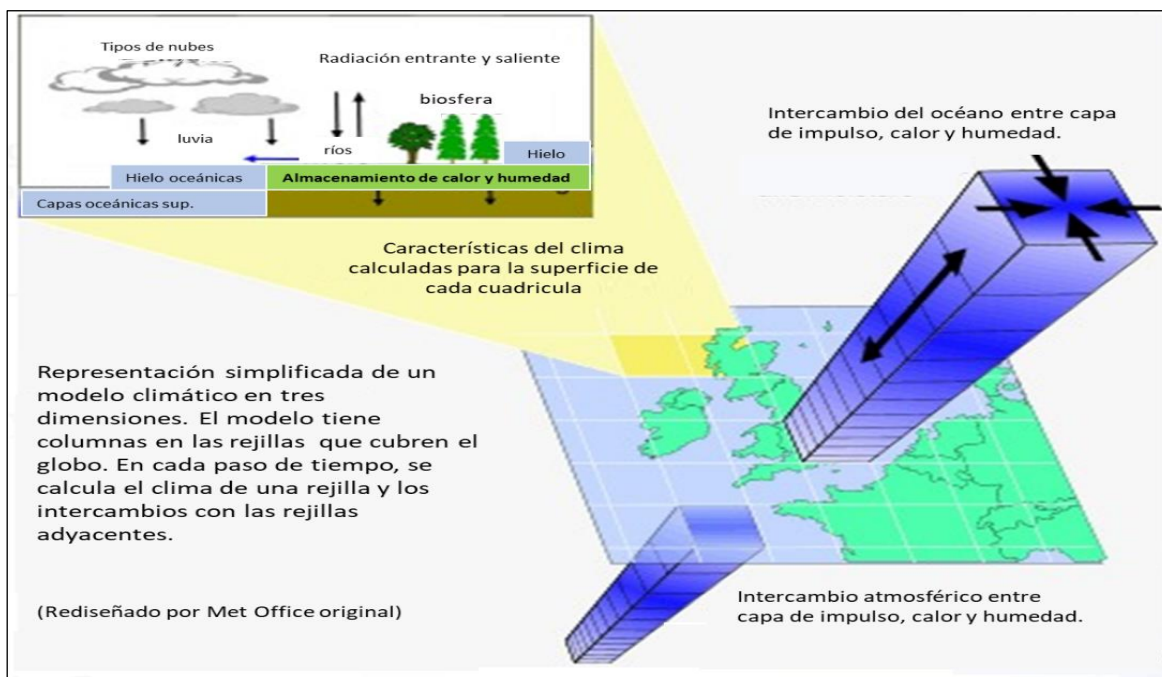 Tipos de nubes
Radiación entrante y saliente
biosfera
luvia
ríos
Hielo
Hielo oceánicas
Almacenamiento de calor y humedad
Capas oceánicas sup.
Características del clima
calculadas para la superficie de
cada cuadricula
Intercambio del océano entre capa
de impulso, calor y humedad.
Representación simplificada de un
modelo climático en tres
dimensiones. El modelo tiene
columnas en las rejillas que cubren el
globo. En cada paso de tiempo, se
calcula el clima de una rejilla y los
intercambios con las rejillas
adyacentes.
(Rediseñado por Met Office original)
Intercambio atmosférico entre
capa de impulso, calor y humedad.